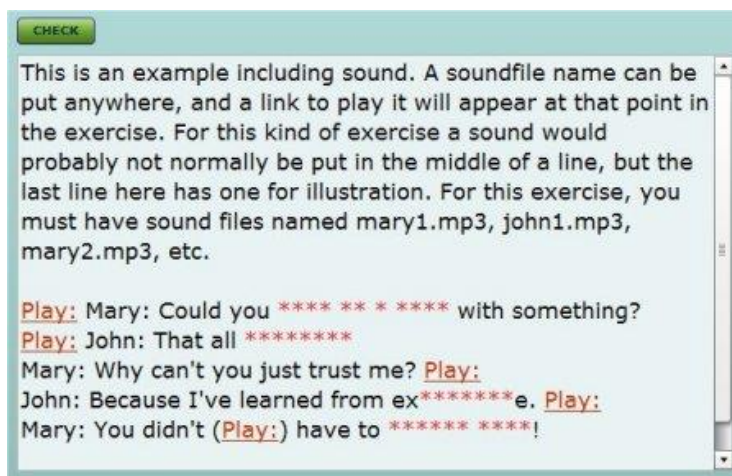 CHECK
This is an example including sound. A soundfile name can be
put anywhere, and a link to play it will appear at that point in
the exercise. For this kind of exercise a sound would
probably not normally be put in the middle of a line, but the
last line here has one for illustration. For this exercise, you
must have sound files named mary1.mp3, john1.mp3,
mary2.mp3, etc.
Play: Mary: Could you **** ** * **** with something?
Play: John: That all ********
Mary: Why can't you just trust me? Play:
John: Because I've learned from ex*******e. Play:
Mary: You didn't (Play:) have to ****** ****!